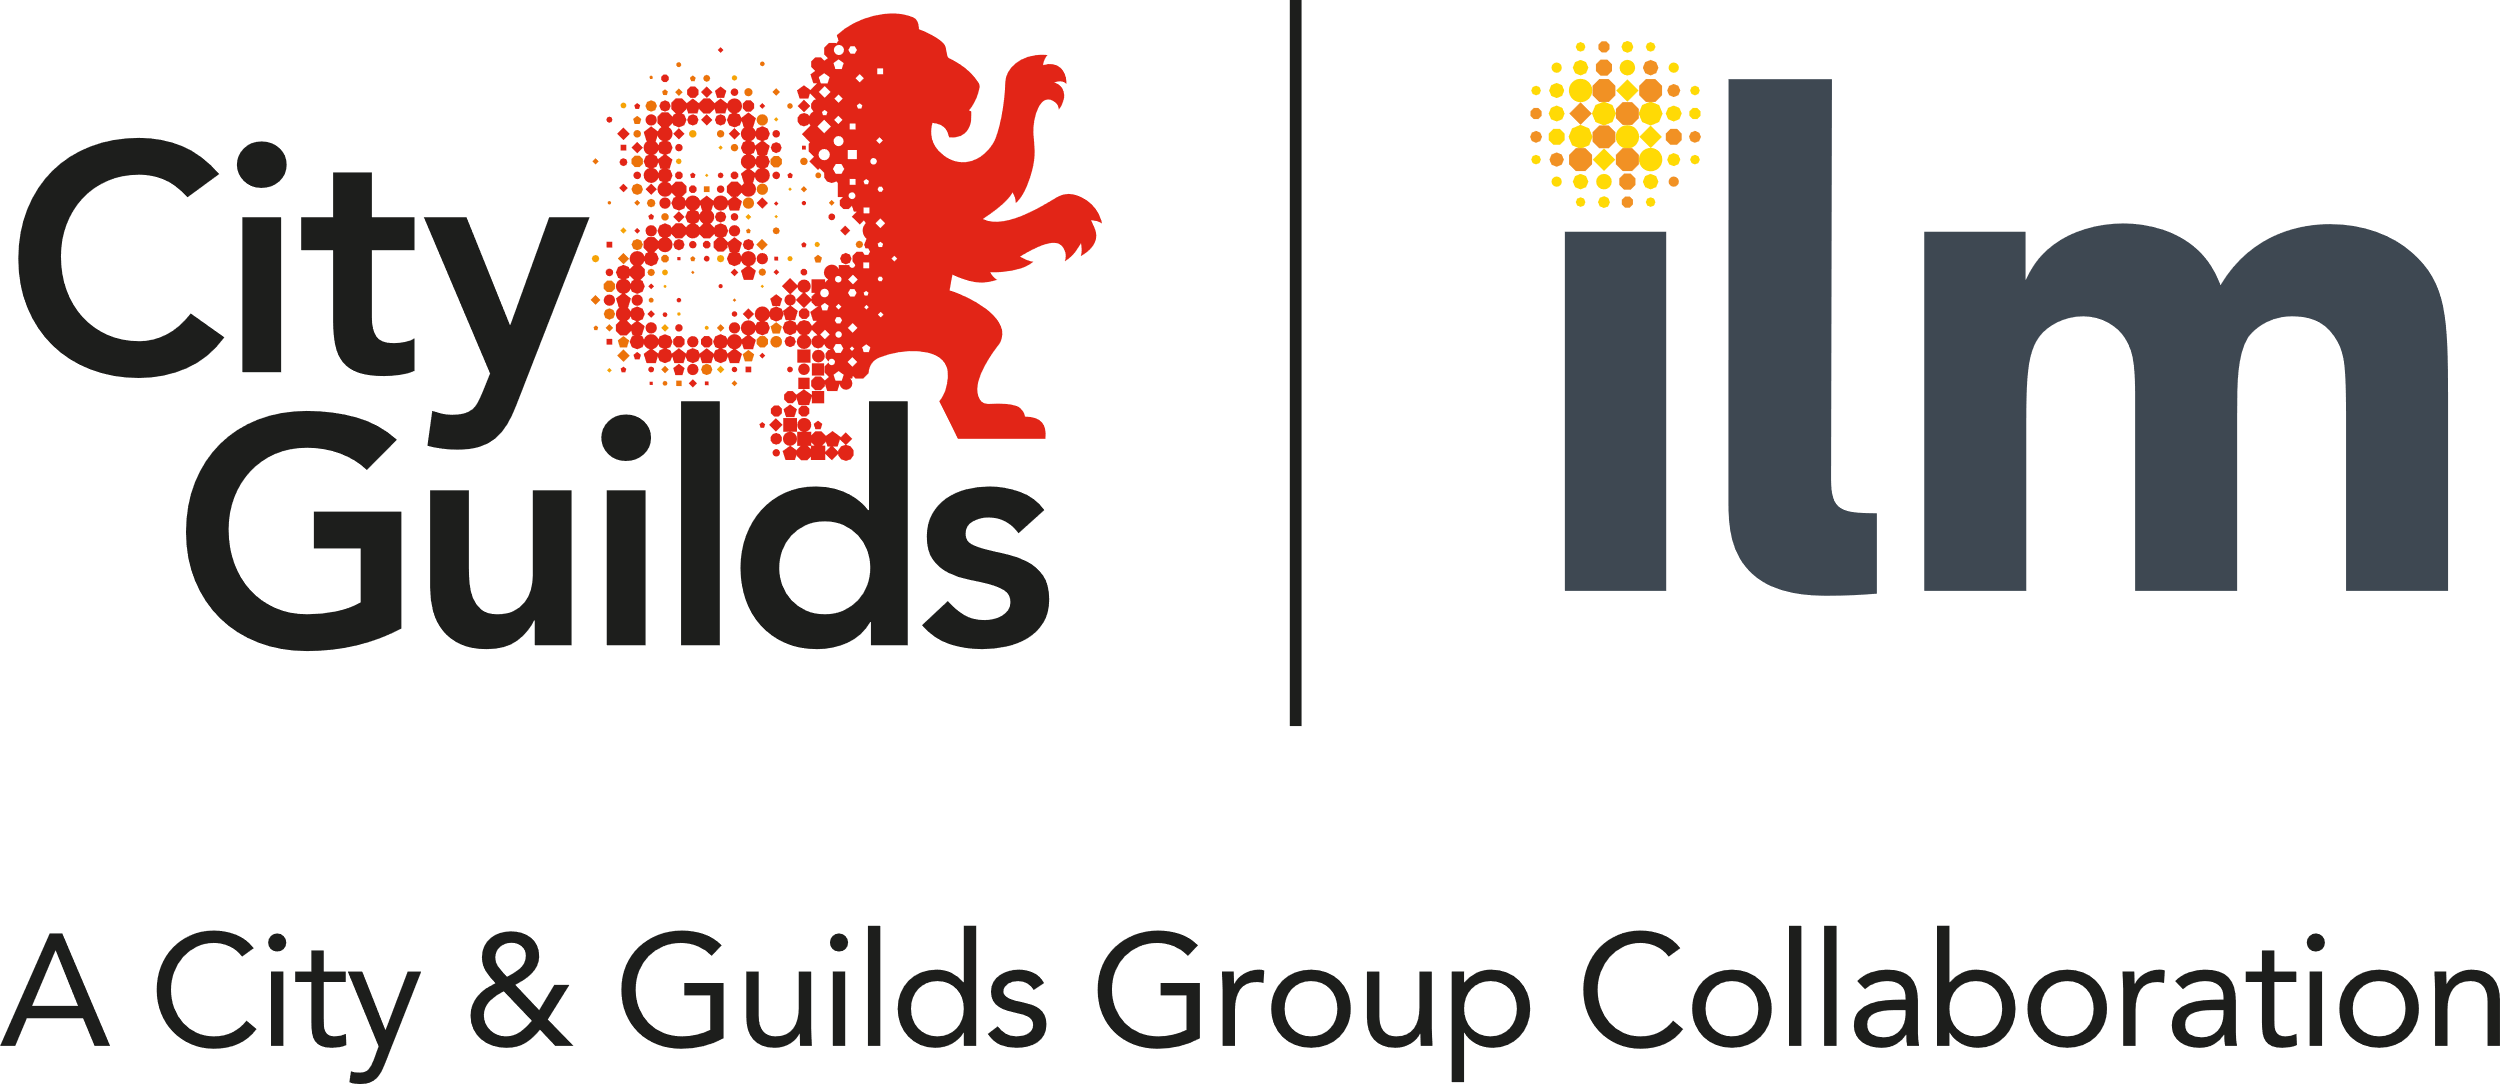 City
Guilds
ilm
A City & Guilds Group Collaboration